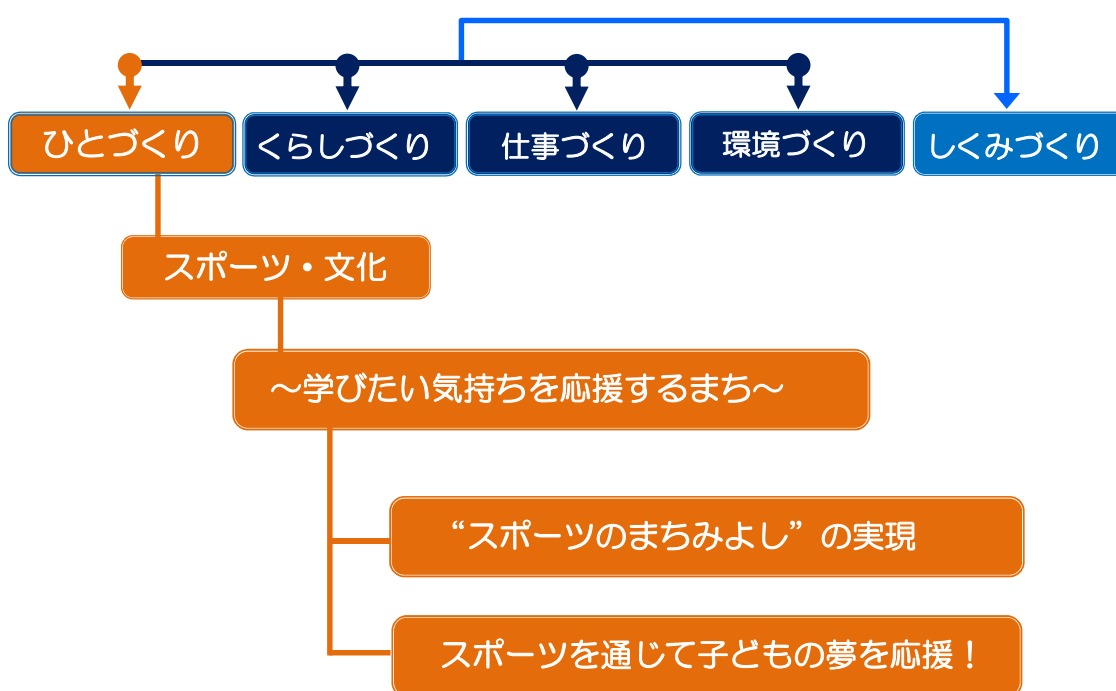 ひとづくり
くらしづくり
仕事づくり
環境づくり
しくみづくり
スポーツ・文化
～学びたい気持ちを応援するまち～
“スポーツのまちみよし”の実現
スポーツを通じて子どもの夢を応援！